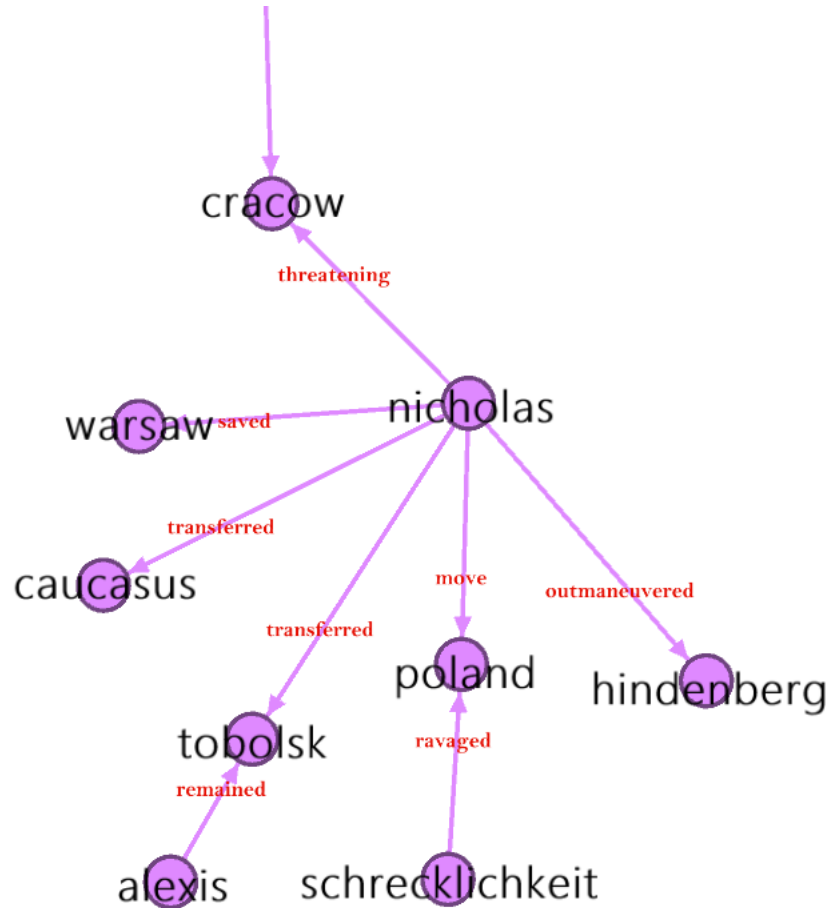 cracow
threatening
nicholas
warsaw
saved
transferred
caucasus
move
outmaneuvered
transferred
poland
hindenberg
tobolsk
ravaged
remained
alexis
schrecklichkeit